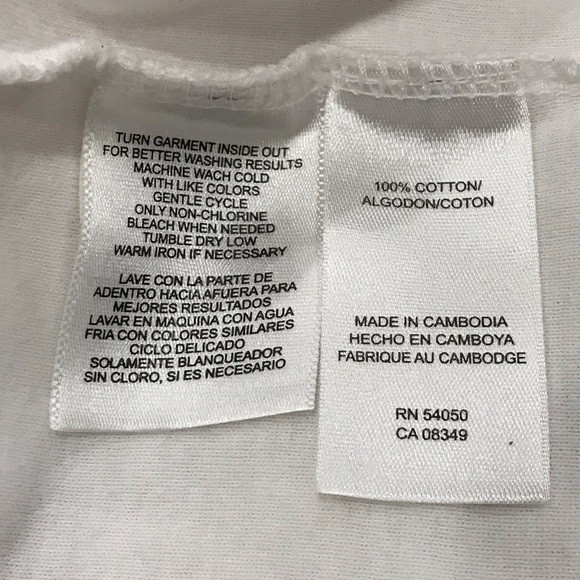 TURN GARMENT INSIDE OUT
FOR BETTER WASHING RESULTS
MACHINE WACH COLD
WITH LIKE COLORS
GENTLE CYCLE
ONLY NON-CHLORINE
BLEACH WHEN NEEDED
TUMBLE DRY LOW
WARM IRON IF NECESSARY
LAVE CON LA PARTE DE
ADENTRO HACIA AFUERA PARA
MEJORES RESULTADOS
LAVAR EN MAQUINA CON AGUA
FRIA CON COLORES SIMILARES
CICLO DELICADO
SOLAMENTE BLANQUEADOR
SIN CLORO, SI ES NECESARIO
100% COTTON/
ALGODON/COTON
MADE IN CAMBODIA
HECHO EN CAMBOYA
FABRIQUE AU CAMBODGE
RN 54050
CA 08349